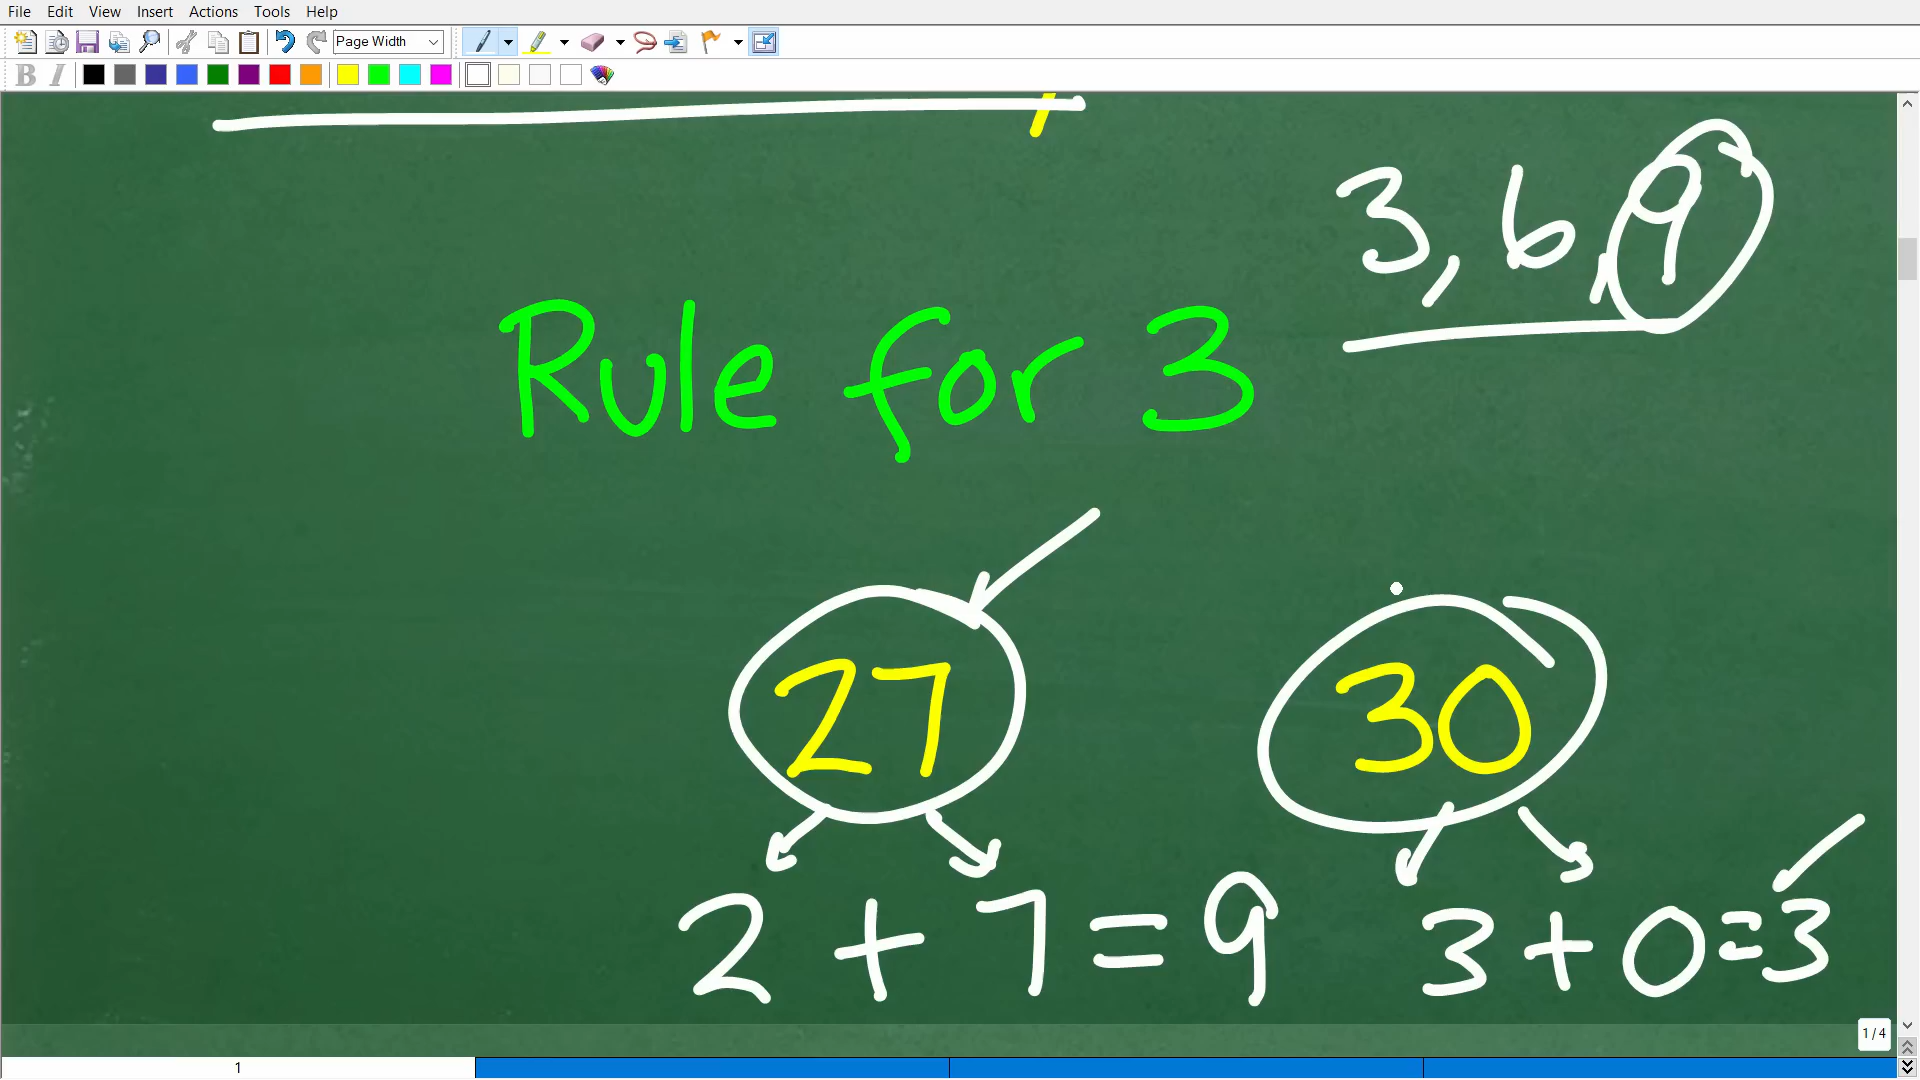 File Edit View Insert Actions Tools Help
Page Width
B I
3, 6, 9
Rule for 3
27 30
2 + 7 = 9 3 + 0 = 3
1 / 4
1